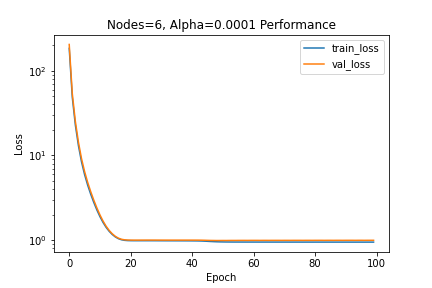 Nodes=6, Alpha=0.0001 Performance
train_loss
val_loss
Loss
10²
10¹
10⁰
0 20 40 60 80 100
Epoch